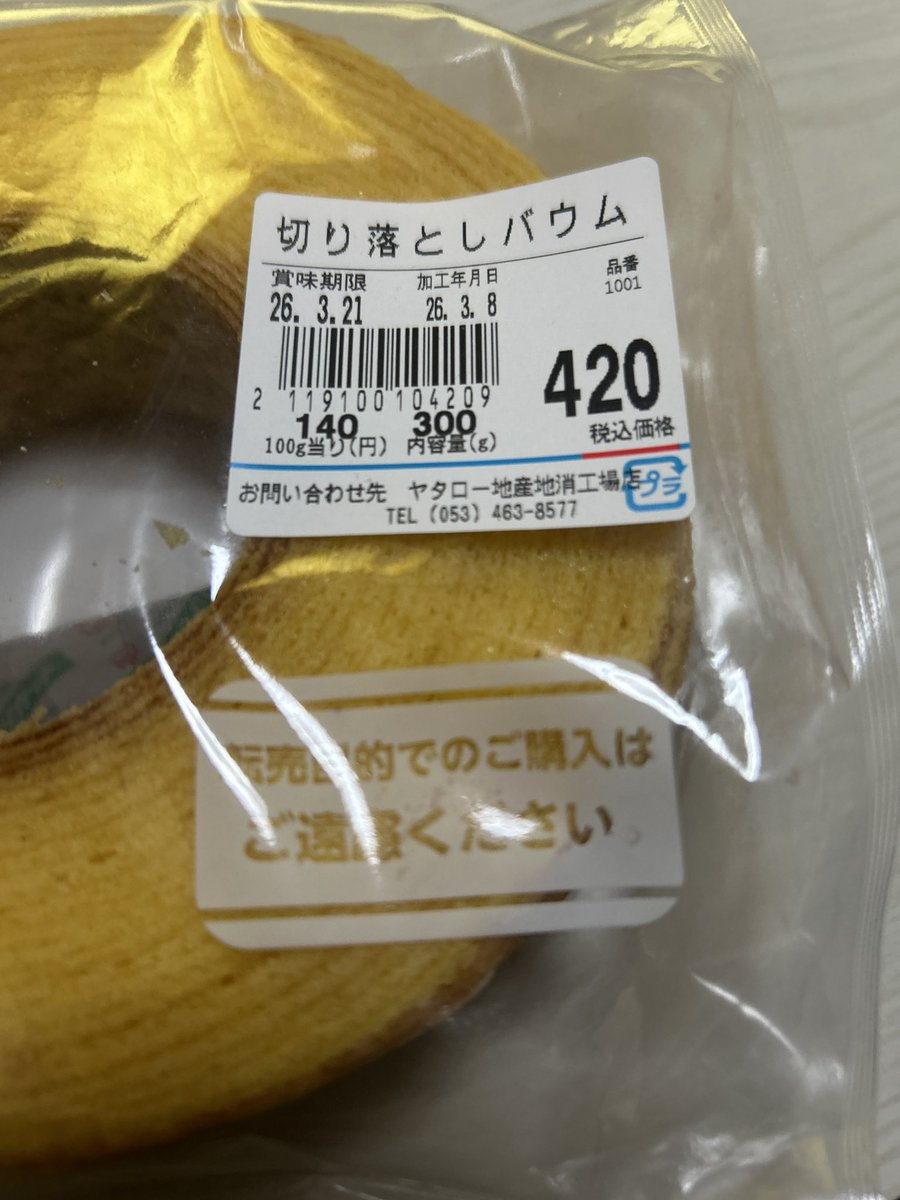 切り落としバウム
賞味期限 加工年月日 品番
26. 3.21 26. 3. 8 1001
2 119100 104209
420
140 300
100g当り(円) 内容量(g) 税込価格
お問い合わせ先 ヤタロー地産地消工場店
プラ
TEL (053) 463-8577
転売目的でのご購入は
ご遠慮ください